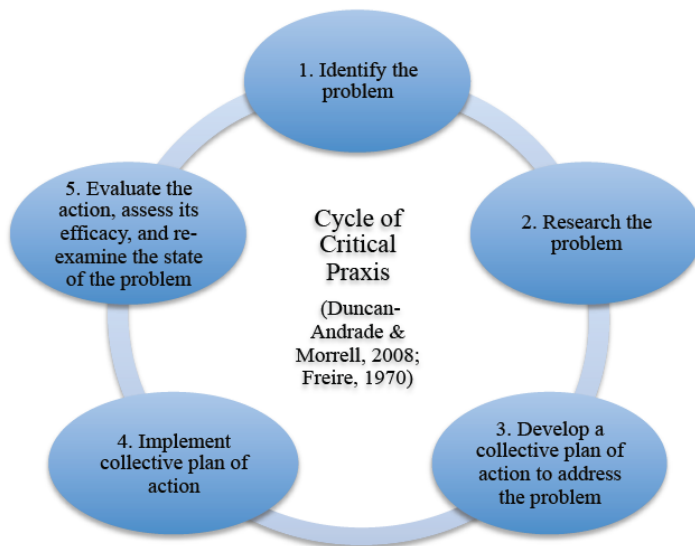 1. Identify the
problem
2. Research the
problem
3. Develop a
collective plan of
action to address
the problem
4. Implement
collective plan of
action
5. Evaluate the
action, assess its
efficacy, and re-
examine the state
of the problem
Cycle of
Critical
Praxis
(Duncan-
Andrade &
Morrell, 2008;
Freire, 1970)